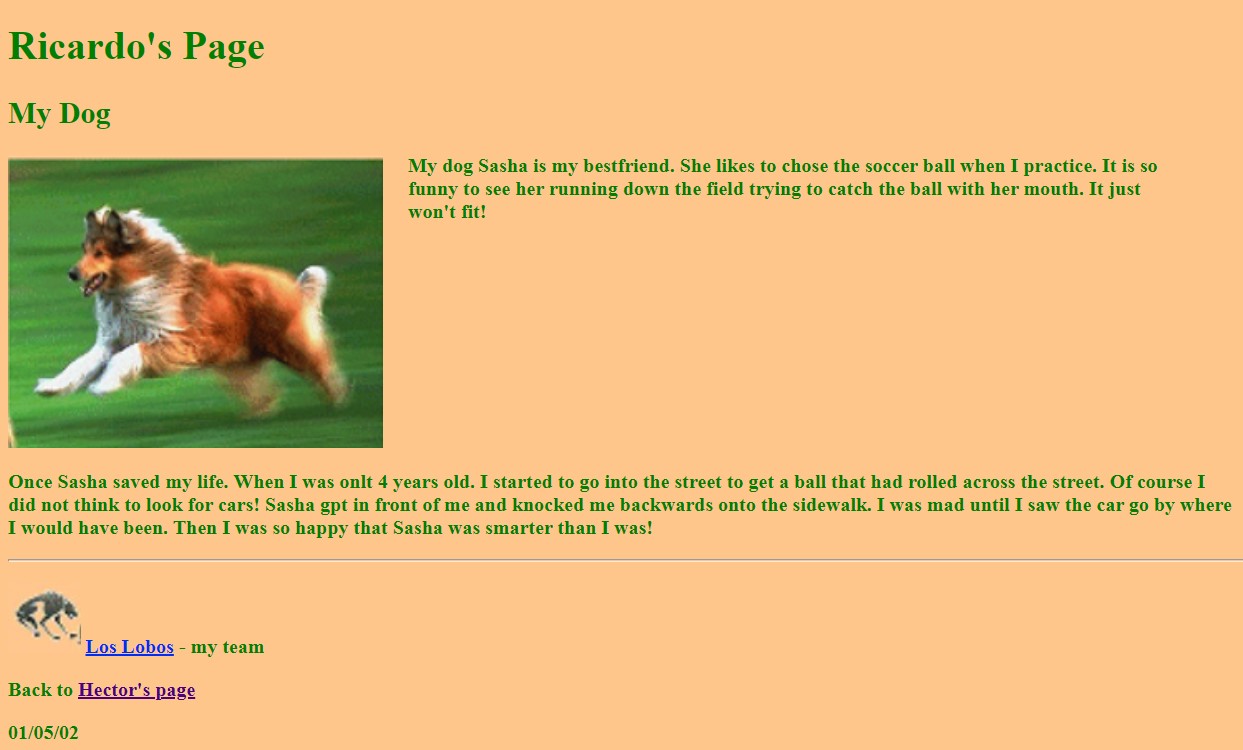 Ricardo's Page
My Dog
My dog Sasha is my bestfriend. She likes to chose the soccer ball when I practice. It is so
funny to see her running down the field trying to catch the ball with her mouth. It just
won't fit!
Once Sasha saved my life. When I was onlt 4 years old. I started to go into the street to get a ball that had rolled across the street. Of course I
did not think to look for cars! Sasha gpt in front of me and knocked me backwards onto the sidewalk. I was mad until I saw the car go by where
I would have been. Then I was so happy that Sasha was smarter than I was!
Los Lobos - my team
Back to Hector's page
01/05/02